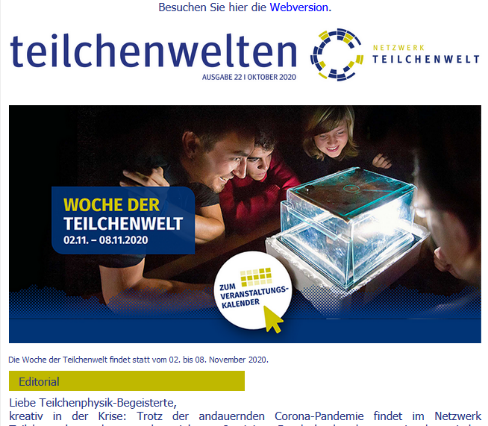 Besuchen Sie hier die Webversion.
teilchenwelten
AUSGABE 22 I OKTOBER 2020
NETZWERK
TEILCHENWELT
WOCHE DER
TEILCHENWELT
02.11. – 08.11.2020
ZUM
VERANSTALTUNGS-
KALENDER
Die Woche der Teilchenwelt findet statt vom 02. bis 08. November 2020.
Editorial
Liebe Teilchenphysik-Begeisterte,
kreativ in der Krise: Trotz der andauernden Corona-Pandemie findet im Netzwerk